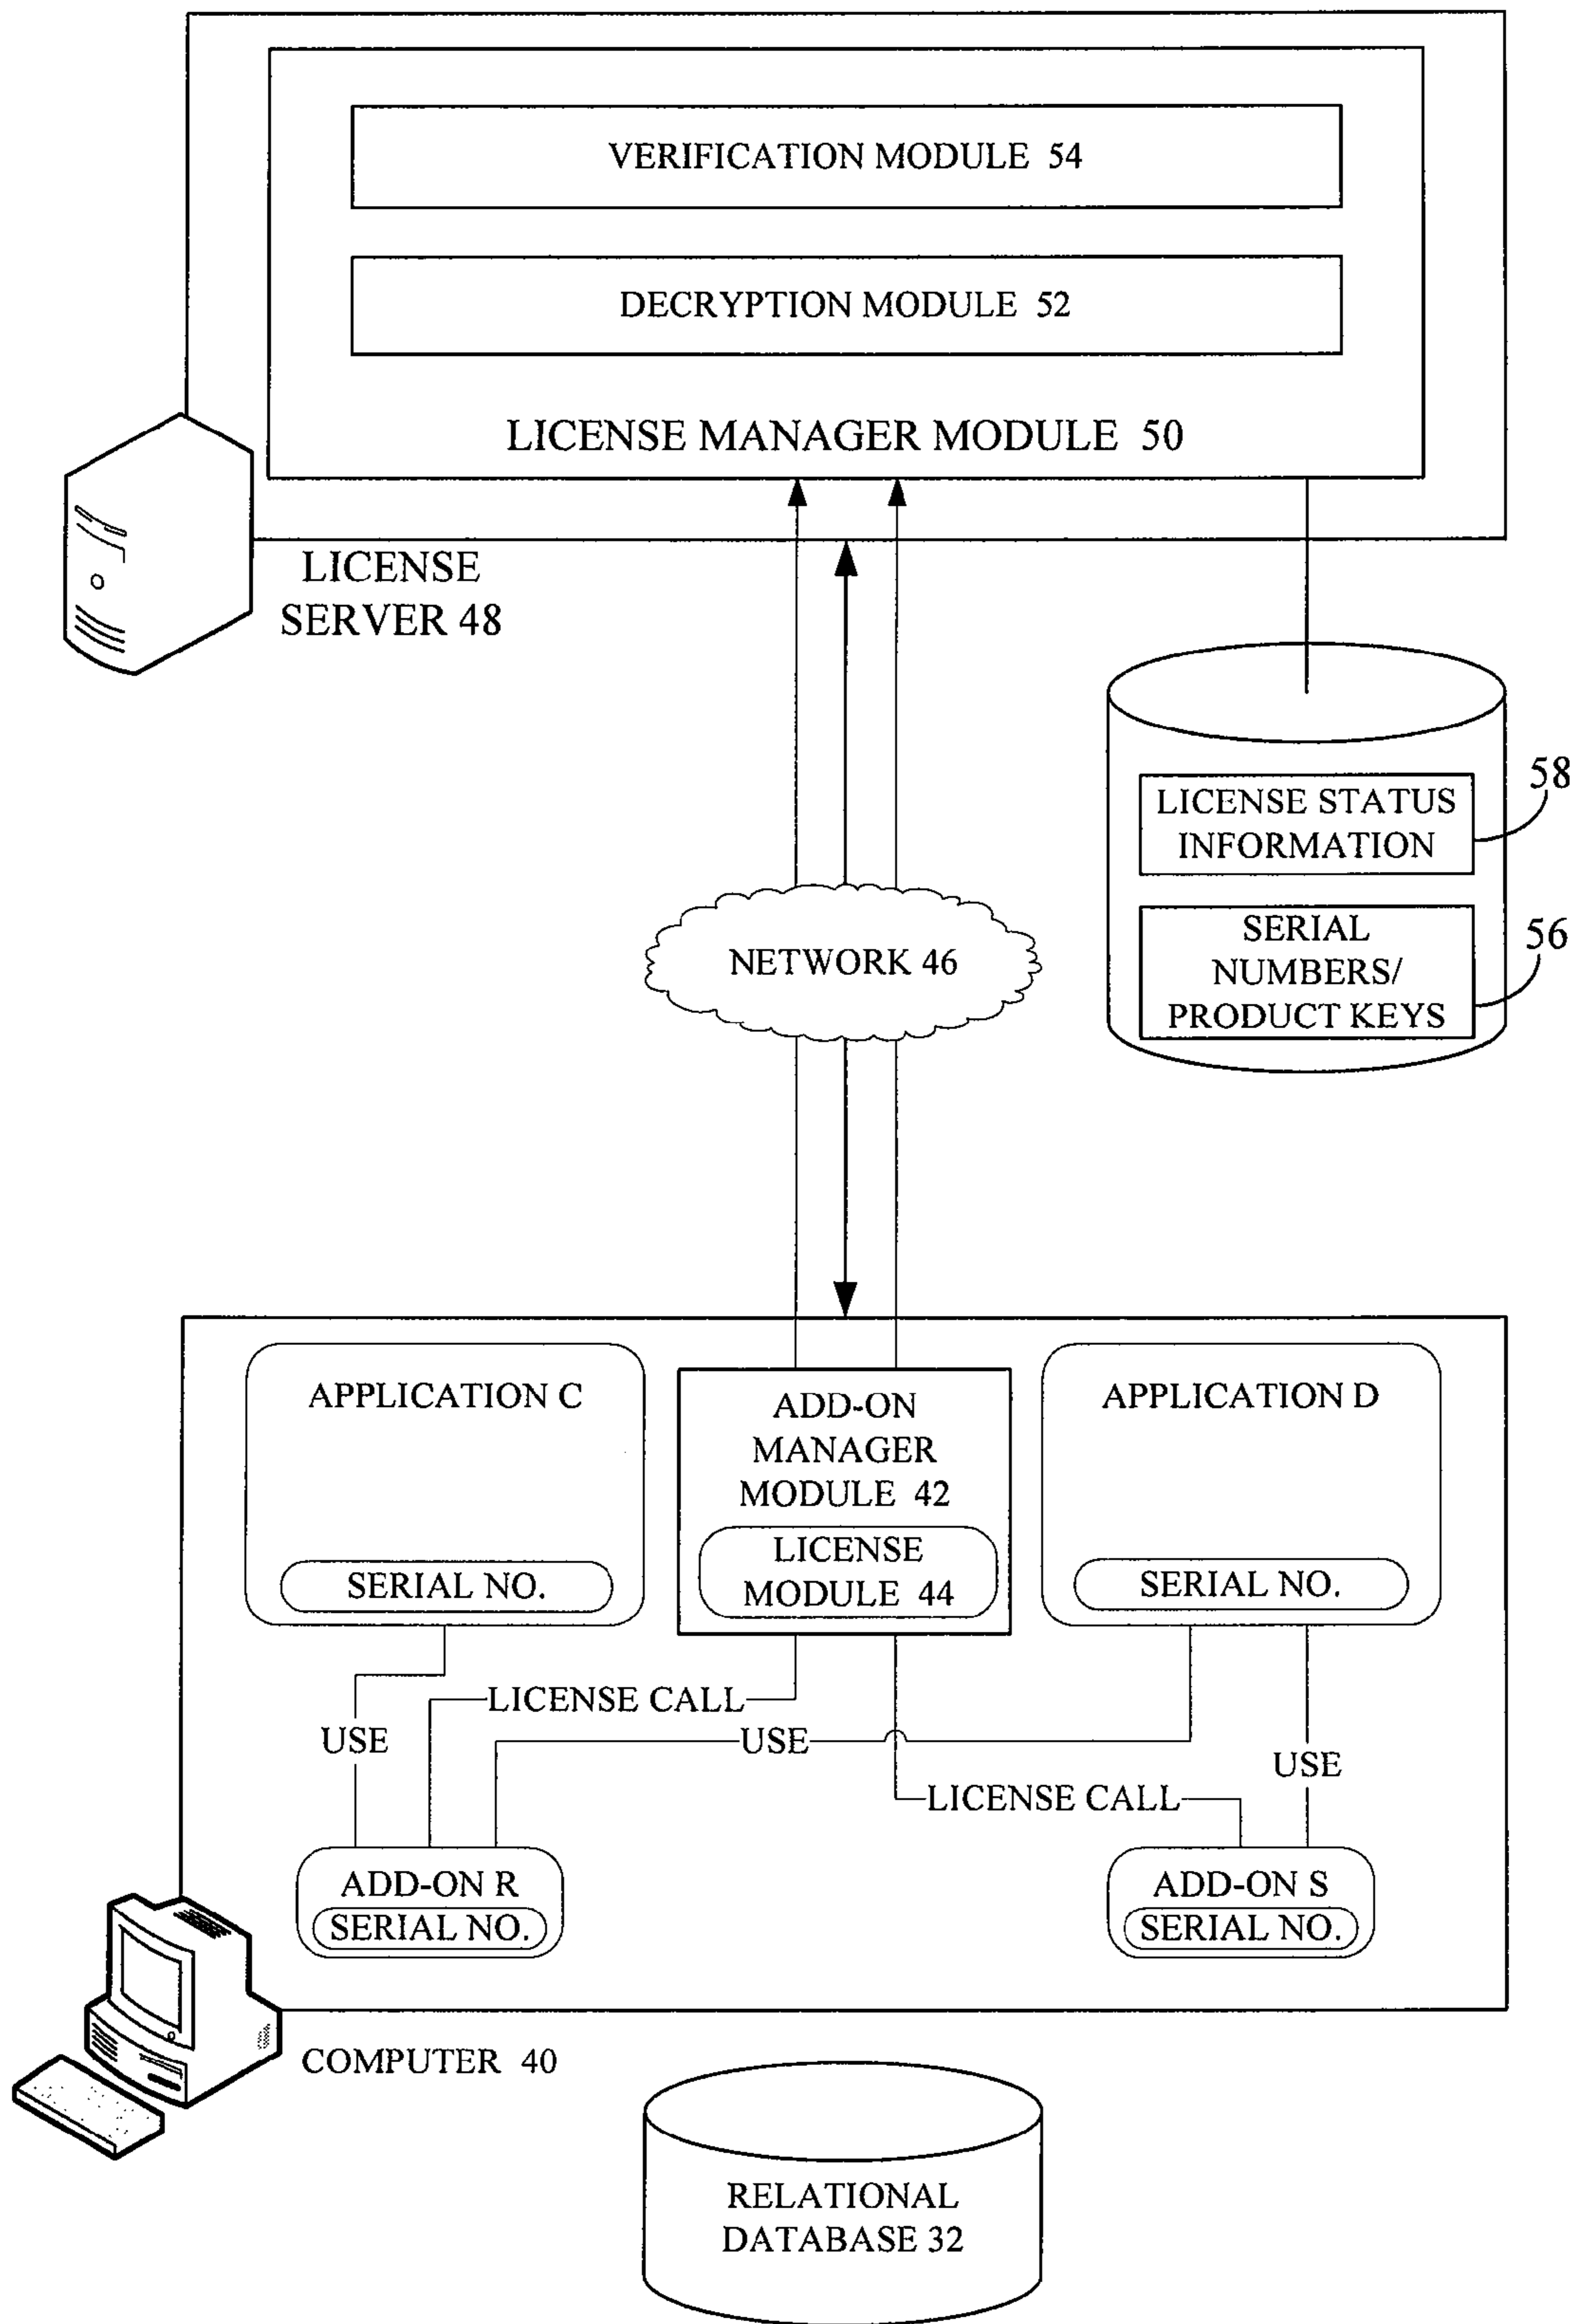 VERIFICATION MODULE 54
DECRYPTION MODULE 52
LICENSE MANAGER MODULE 50
LICENSE
SERVER 48
58
LICENSE STATUS
INFORMATION
56
SERIAL
NUMBERS/
PRODUCT KEYS
NETWORK 46
APPLICATION C
SERIAL NO.
ADD-ON
MANAGER
MODULE 42
LICENSE
MODULE 44
APPLICATION D
SERIAL NO.
LICENSE CALL
USE
USE
USE
LICENSE CALL
ADD-ON R
SERIAL NO.
ADD-ON S
SERIAL NO.
COMPUTER 40
RELATIONAL
DATABASE 32